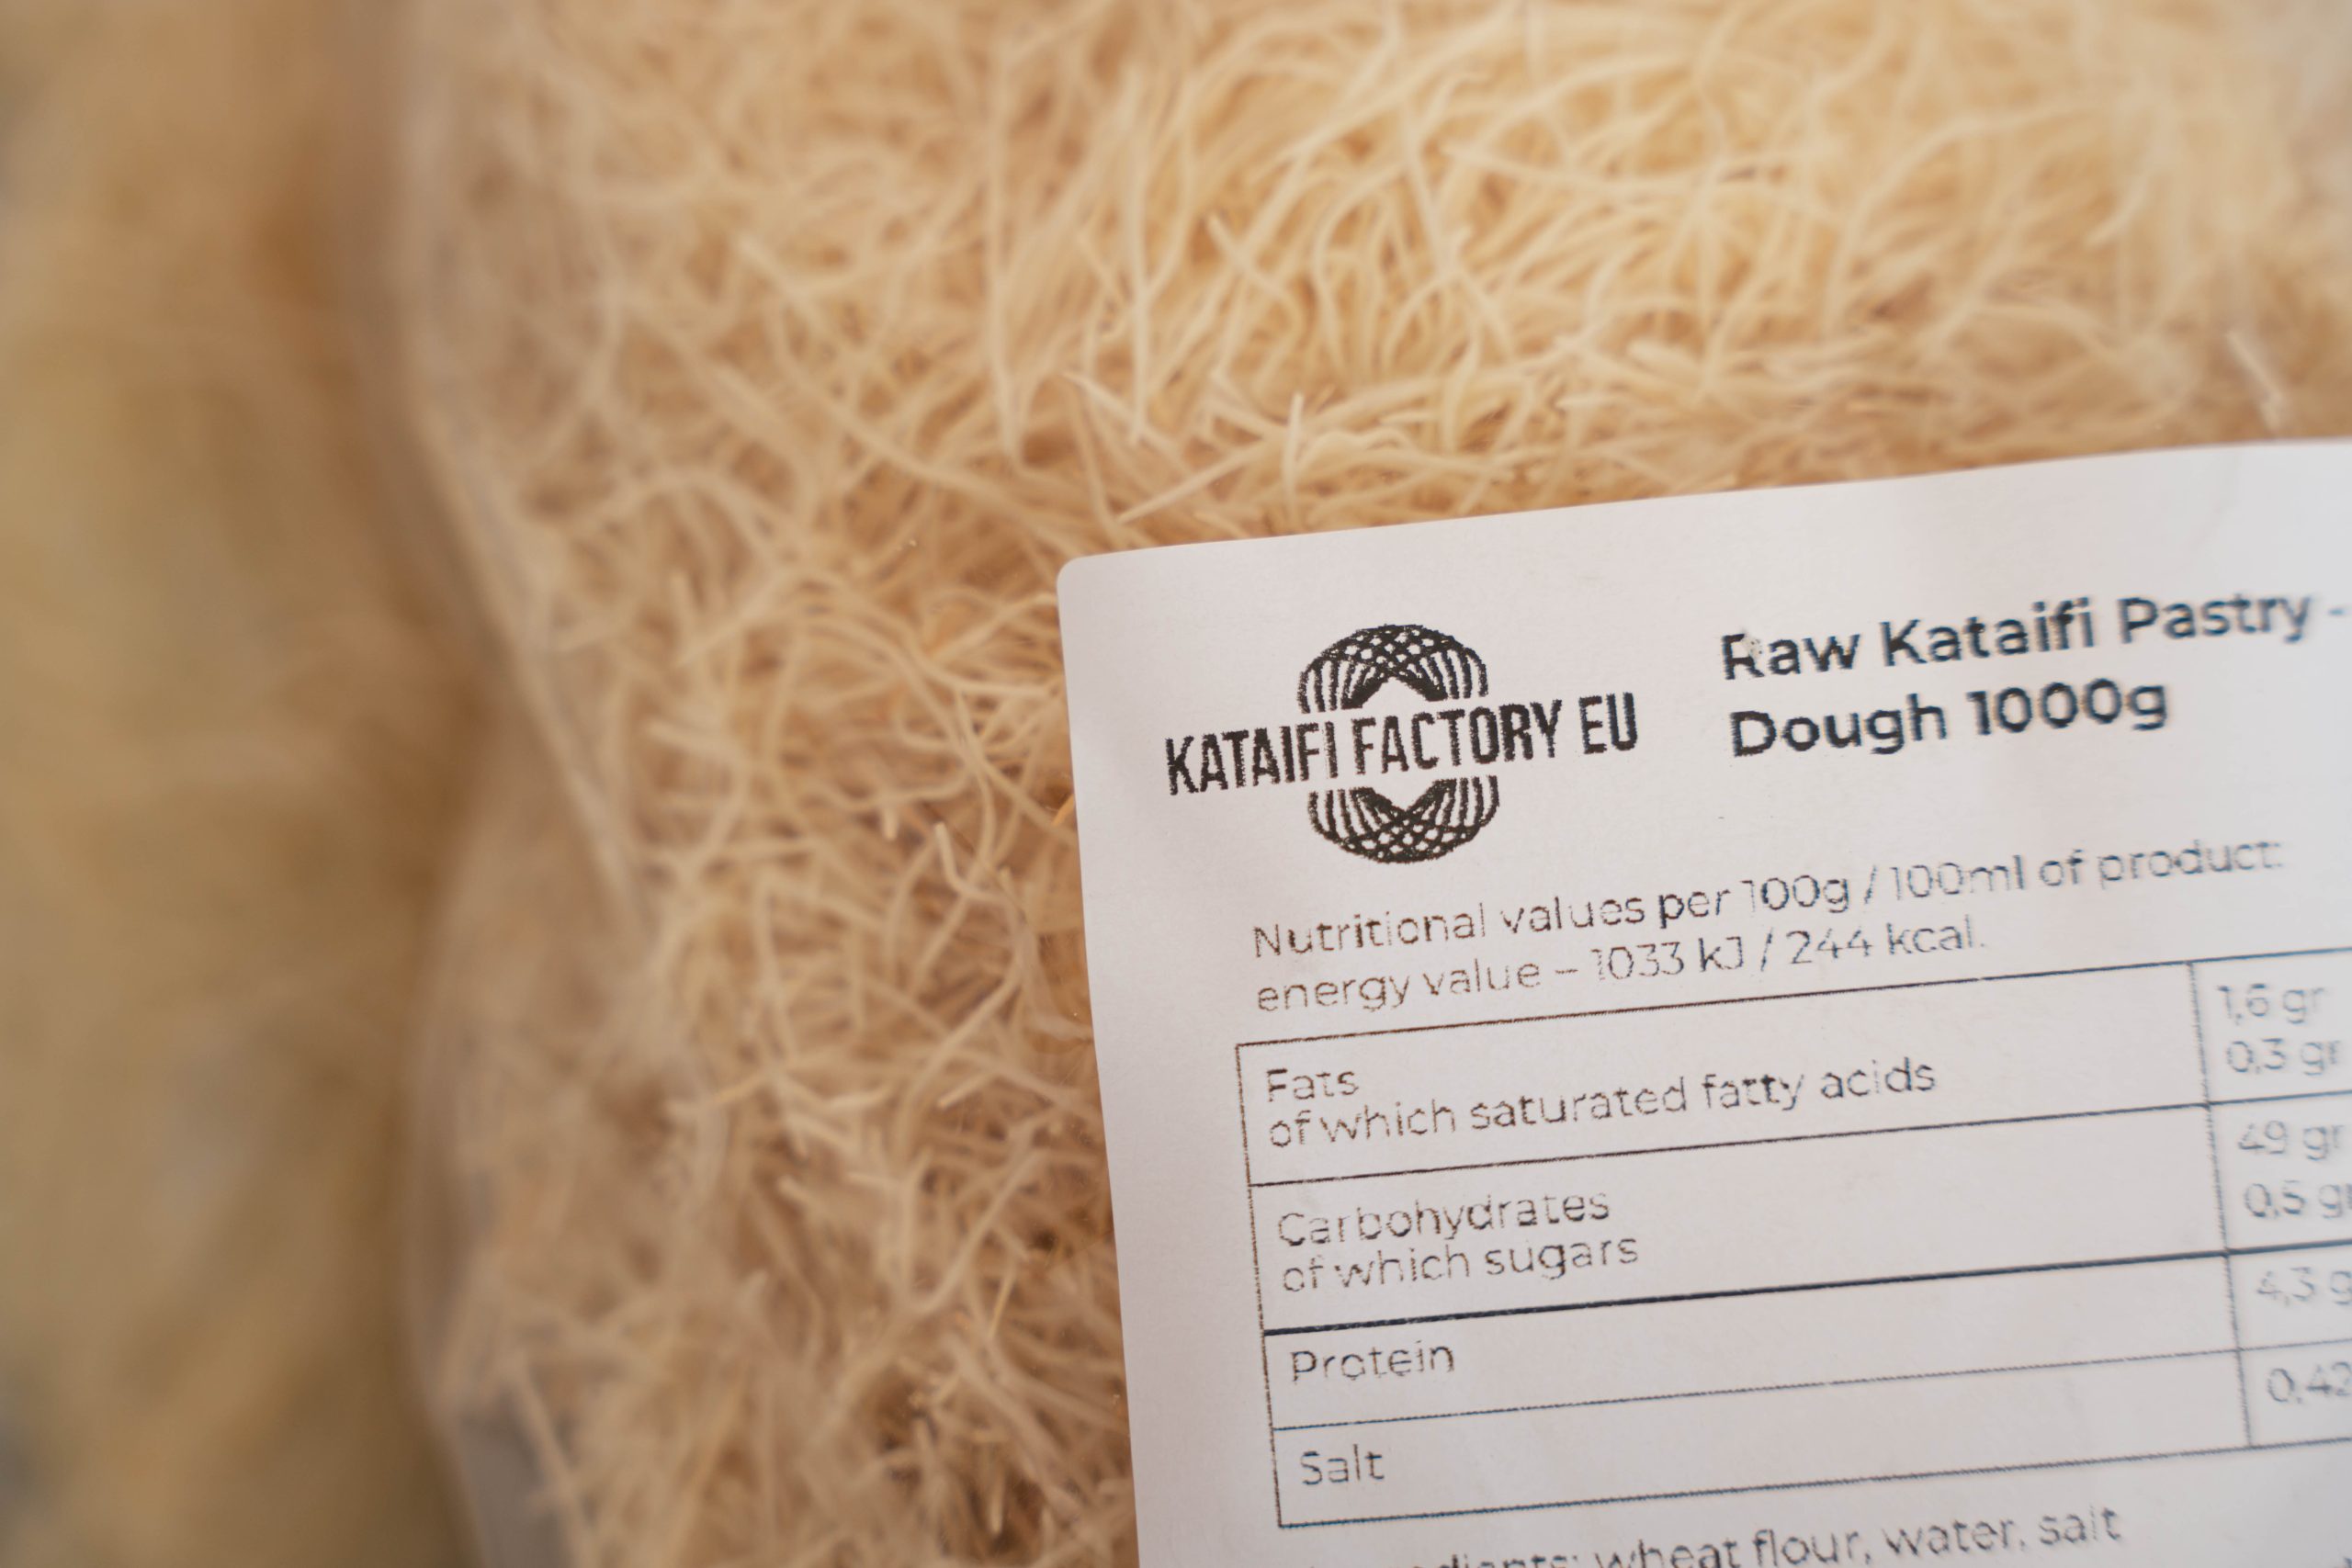 KATAIFI FACTORY EU
Raw Kataifi Pastry -
Dough 1000g
Nutritional values per 100g / 100ml of product:
energy value – 1033 kJ / 244 kcal.
Fats 1,6 gr
of which saturated fatty acids 0,3 gr
Carbohydrates 49 gr
of which sugars 0,5 gr
Protein 4,3 g
Salt 0,42
wheat flour, water, salt